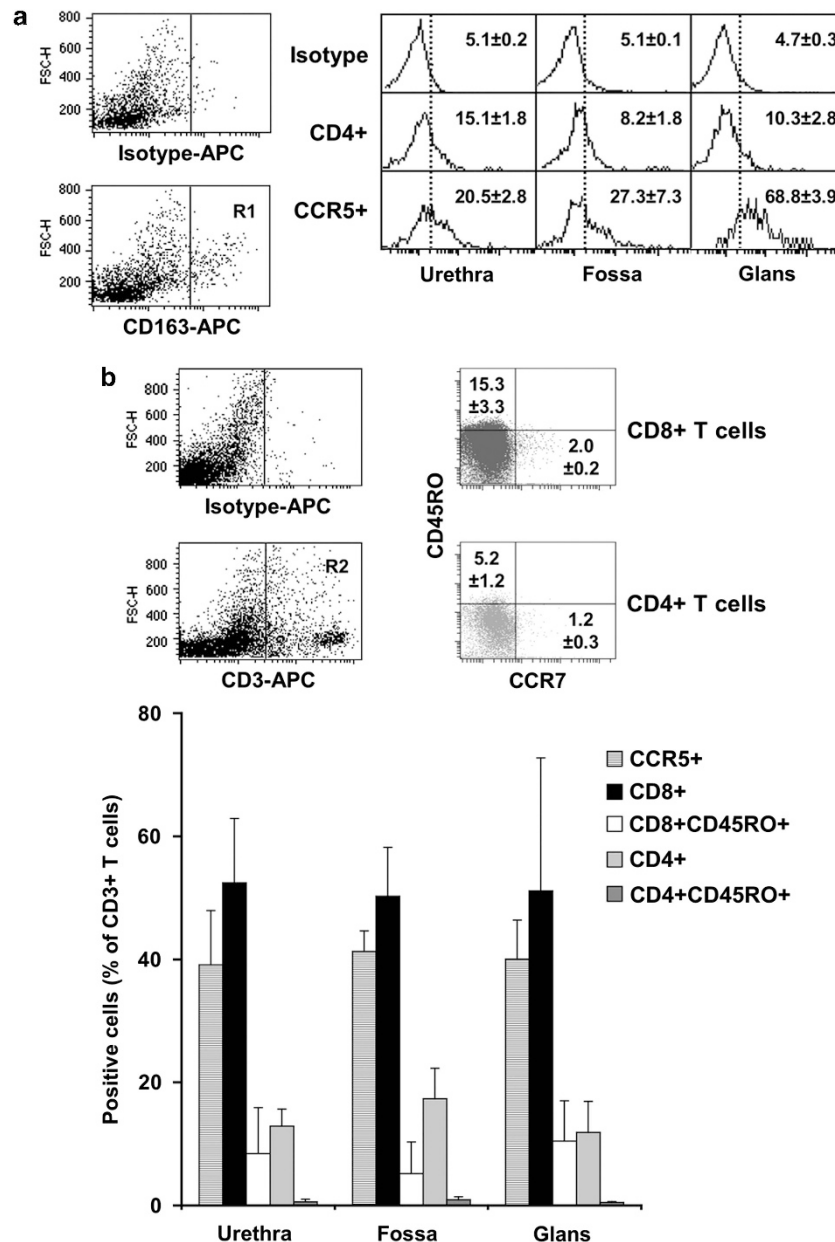 a
800
600
400
200
FSC-H
Isotype-APC
800
600
400
200
FSC-H
R1
CD163-APC
Isotype 5.1±0.2 5.1±0.1 4.7±0.3
CD4+ 15.1±1.8 8.2±1.8 10.3±2.8
CCR5+ 20.5±2.8 27.3±7.3 68.8±3.9
Urethra Fossa Glans
b
800
600
400
200
FSC-H
Isotype-APC
800
600
400
200
FSC-H
R2
CD3-APC
CD45RO
15.3
±3.3
2.0
±0.2
CD8+ T cells
5.2
±1.2
1.2
±0.3
CD4+ T cells
CCR7
Positive cells (% of CD3+ T cells)
80
60
40
20
0
CCR5+
CD8+
CD8+CD45RO+
CD4+
CD4+CD45RO+
Urethra Fossa Glans